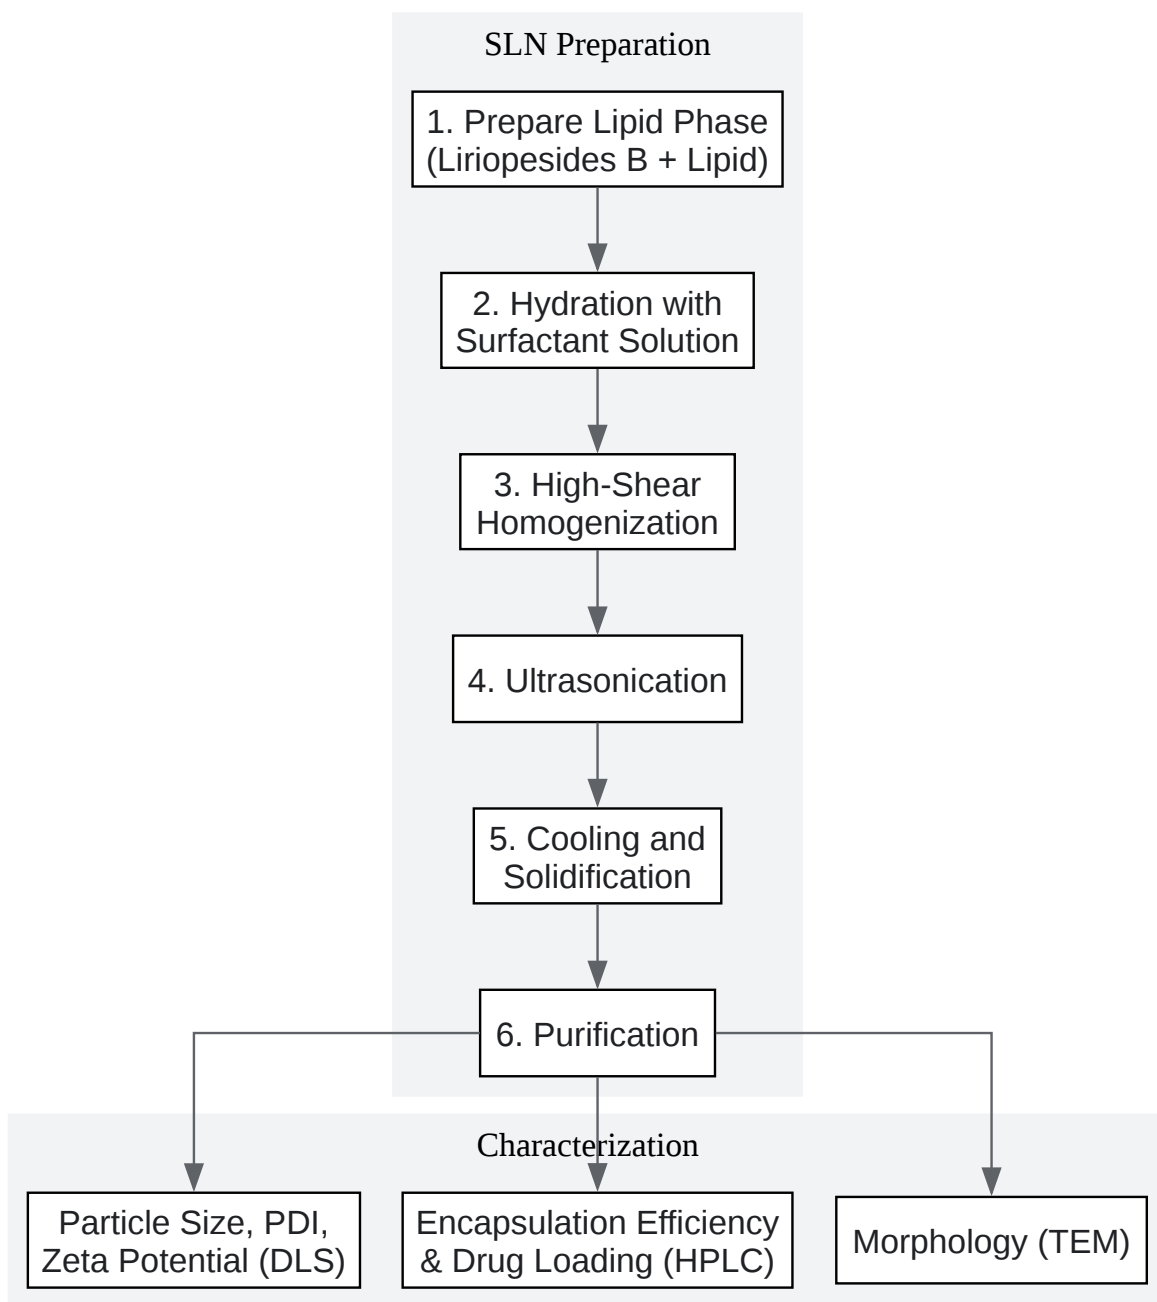 SLN Preparation
1. Prepare Lipid Phase
(Liriopesides B + Lipid)
2. Hydration with
Surfactant Solution
3. High-Shear
Homogenization
4. Ultrasonication
5. Cooling and
Solidification
6. Purification
Characterization
Particle Size, PDI,
Zeta Potential (DLS)
Encapsulation Efficiency
& Drug Loading (HPLC)
Morphology (TEM)